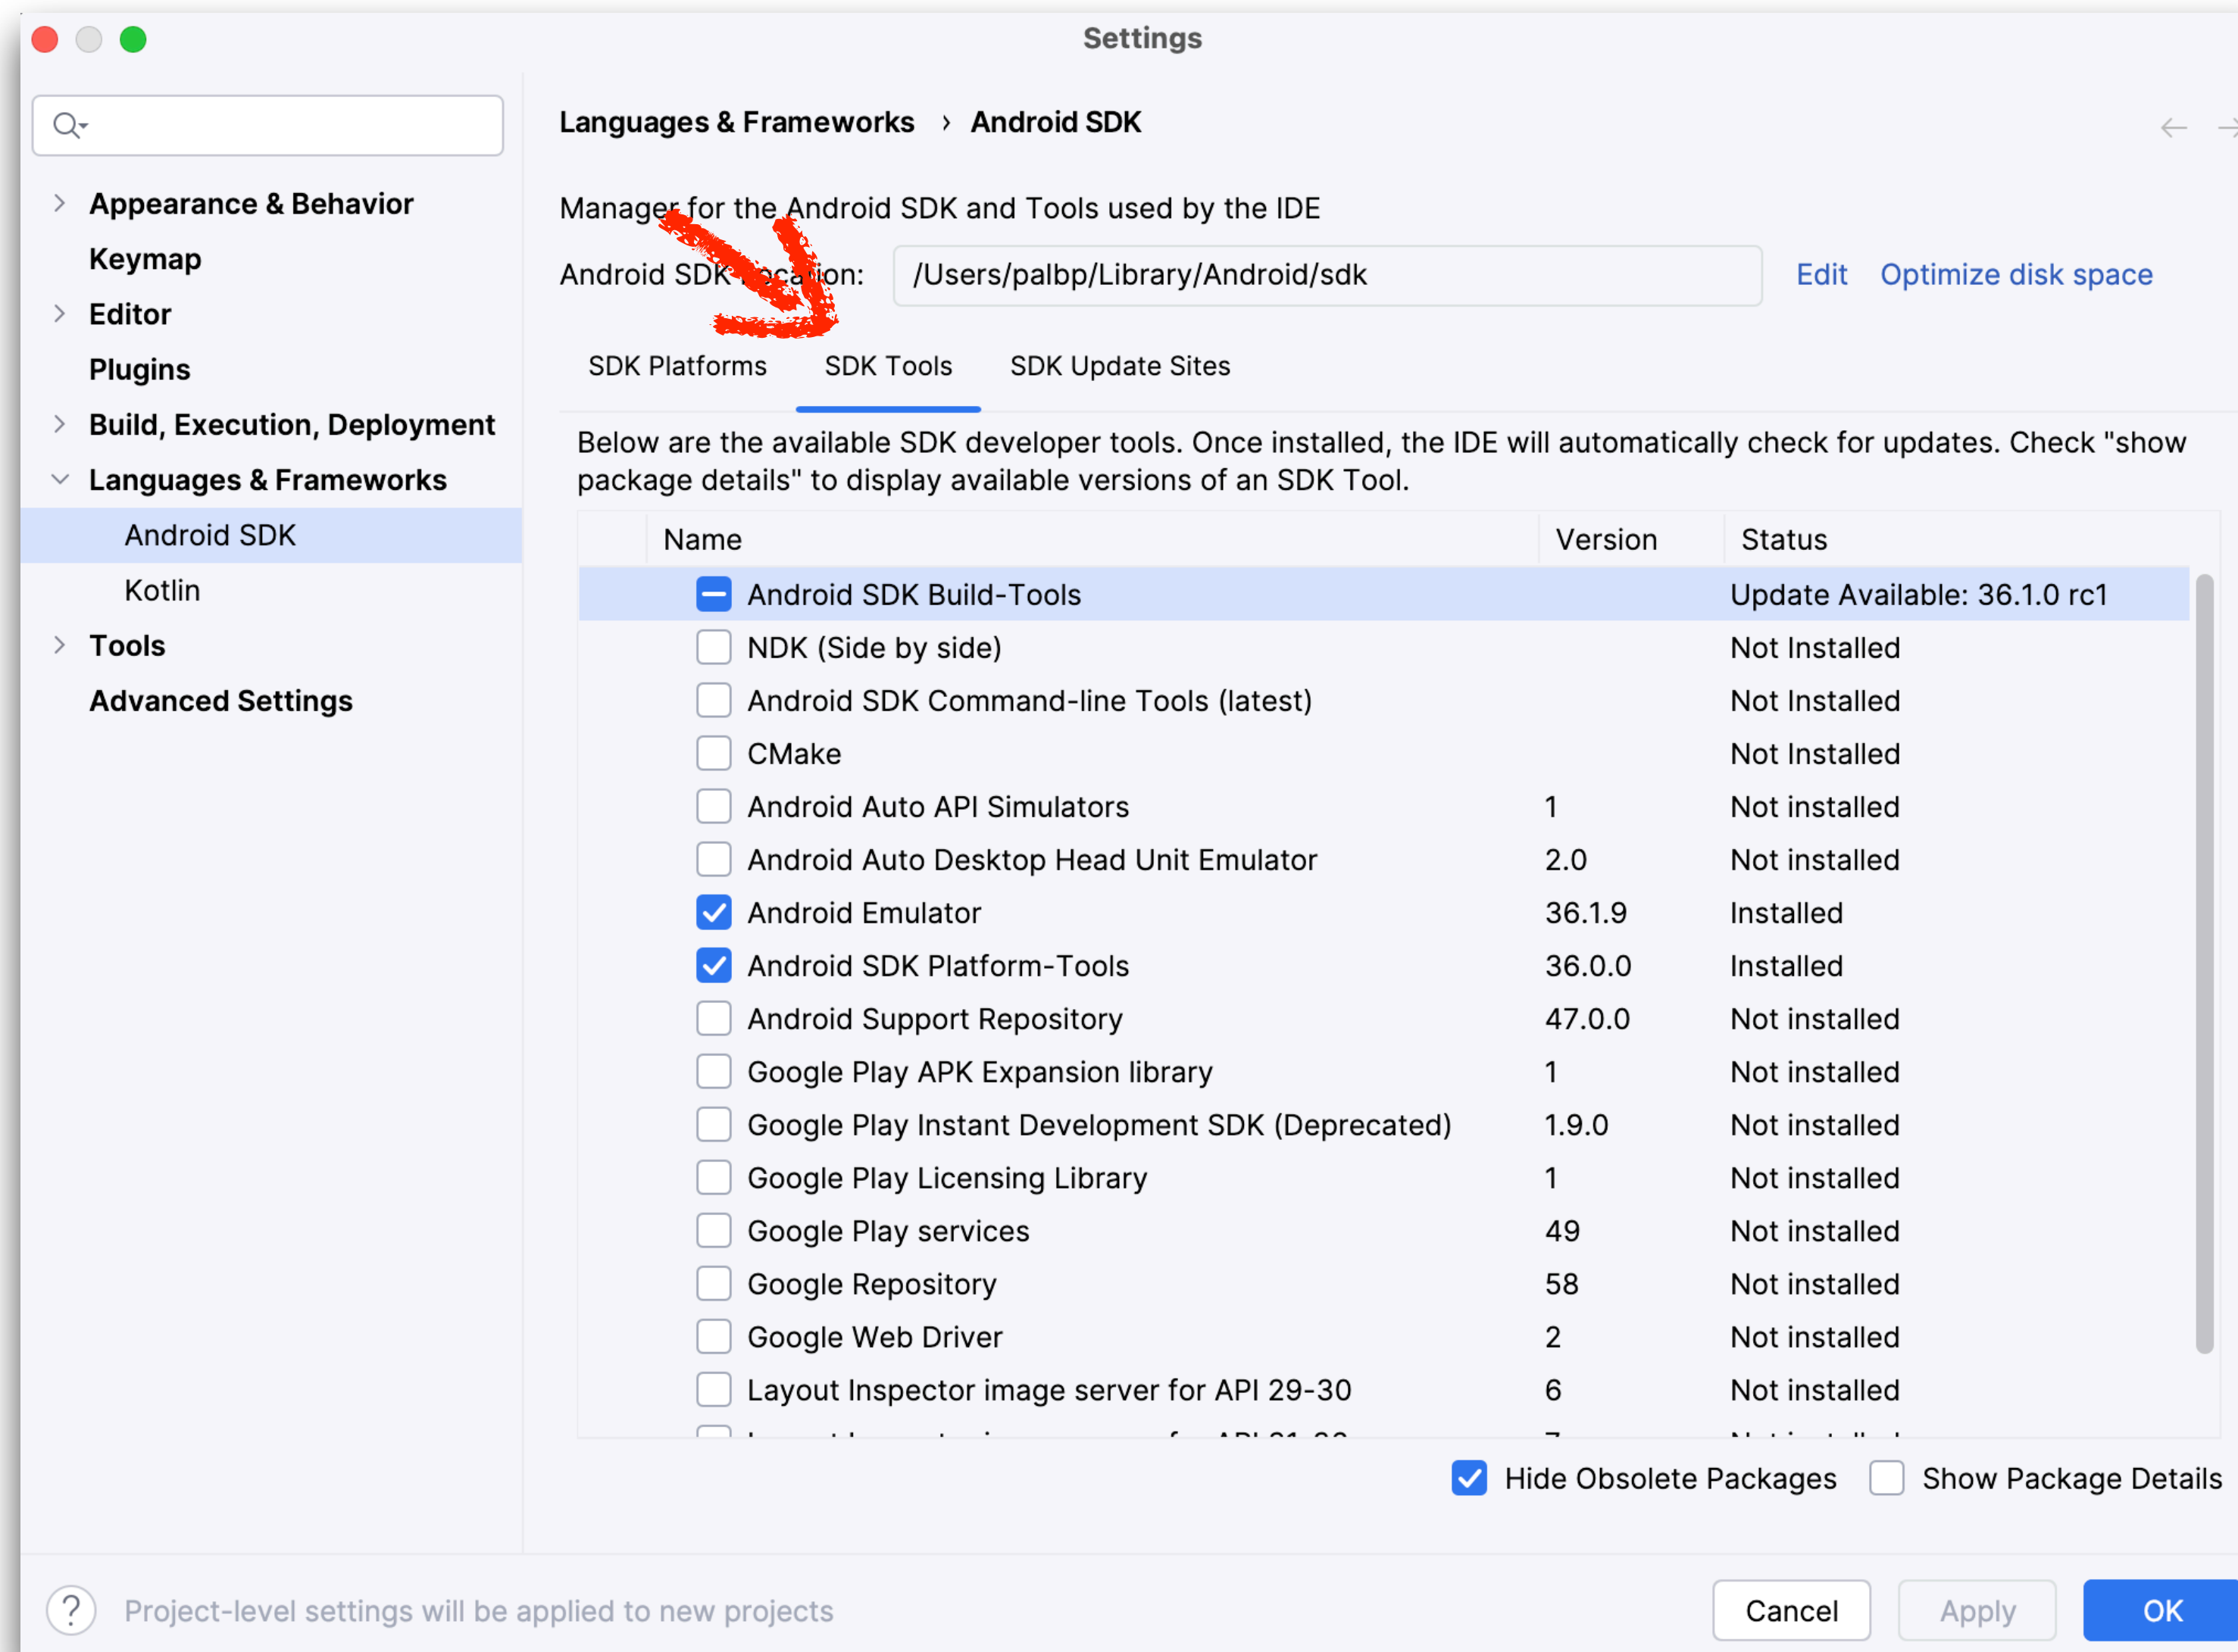 Settings
Languages & Frameworks › Android SDK
Appearance & Behavior
Keymap
Editor
Plugins
Build, Execution, Deployment
Languages & Frameworks
Android SDK
Kotlin
Tools
Advanced Settings
Manager for the Android SDK and Tools used by the IDE
Android SDK Location: /Users/palbp/Library/Android/sdk Edit Optimize disk space
SDK Platforms SDK Tools SDK Update Sites
Below are the available SDK developer tools. Once installed, the IDE will automatically check for updates. Check "show
package details" to display available versions of an SDK Tool.
Name Version Status
Android SDK Build-Tools Update Available: 36.1.0 rc1
NDK (Side by side) Not Installed
Android SDK Command-line Tools (latest) Not Installed
CMake Not Installed
Android Auto API Simulators 1 Not installed
Android Auto Desktop Head Unit Emulator 2.0 Not installed
Android Emulator 36.1.9 Installed
Android SDK Platform-Tools 36.0.0 Installed
Android Support Repository 47.0.0 Not installed
Google Play APK Expansion library 1 Not installed
Google Play Instant Development SDK (Deprecated) 1.9.0 Not installed
Google Play Licensing Library 1 Not installed
Google Play services 49 Not installed
Google Repository 58 Not installed
Google Web Driver 2 Not installed
Layout Inspector image server for API 29-30 6 Not installed
Hide Obsolete Packages Show Package Details
? Project-level settings will be applied to new projects
Cancel Apply OK